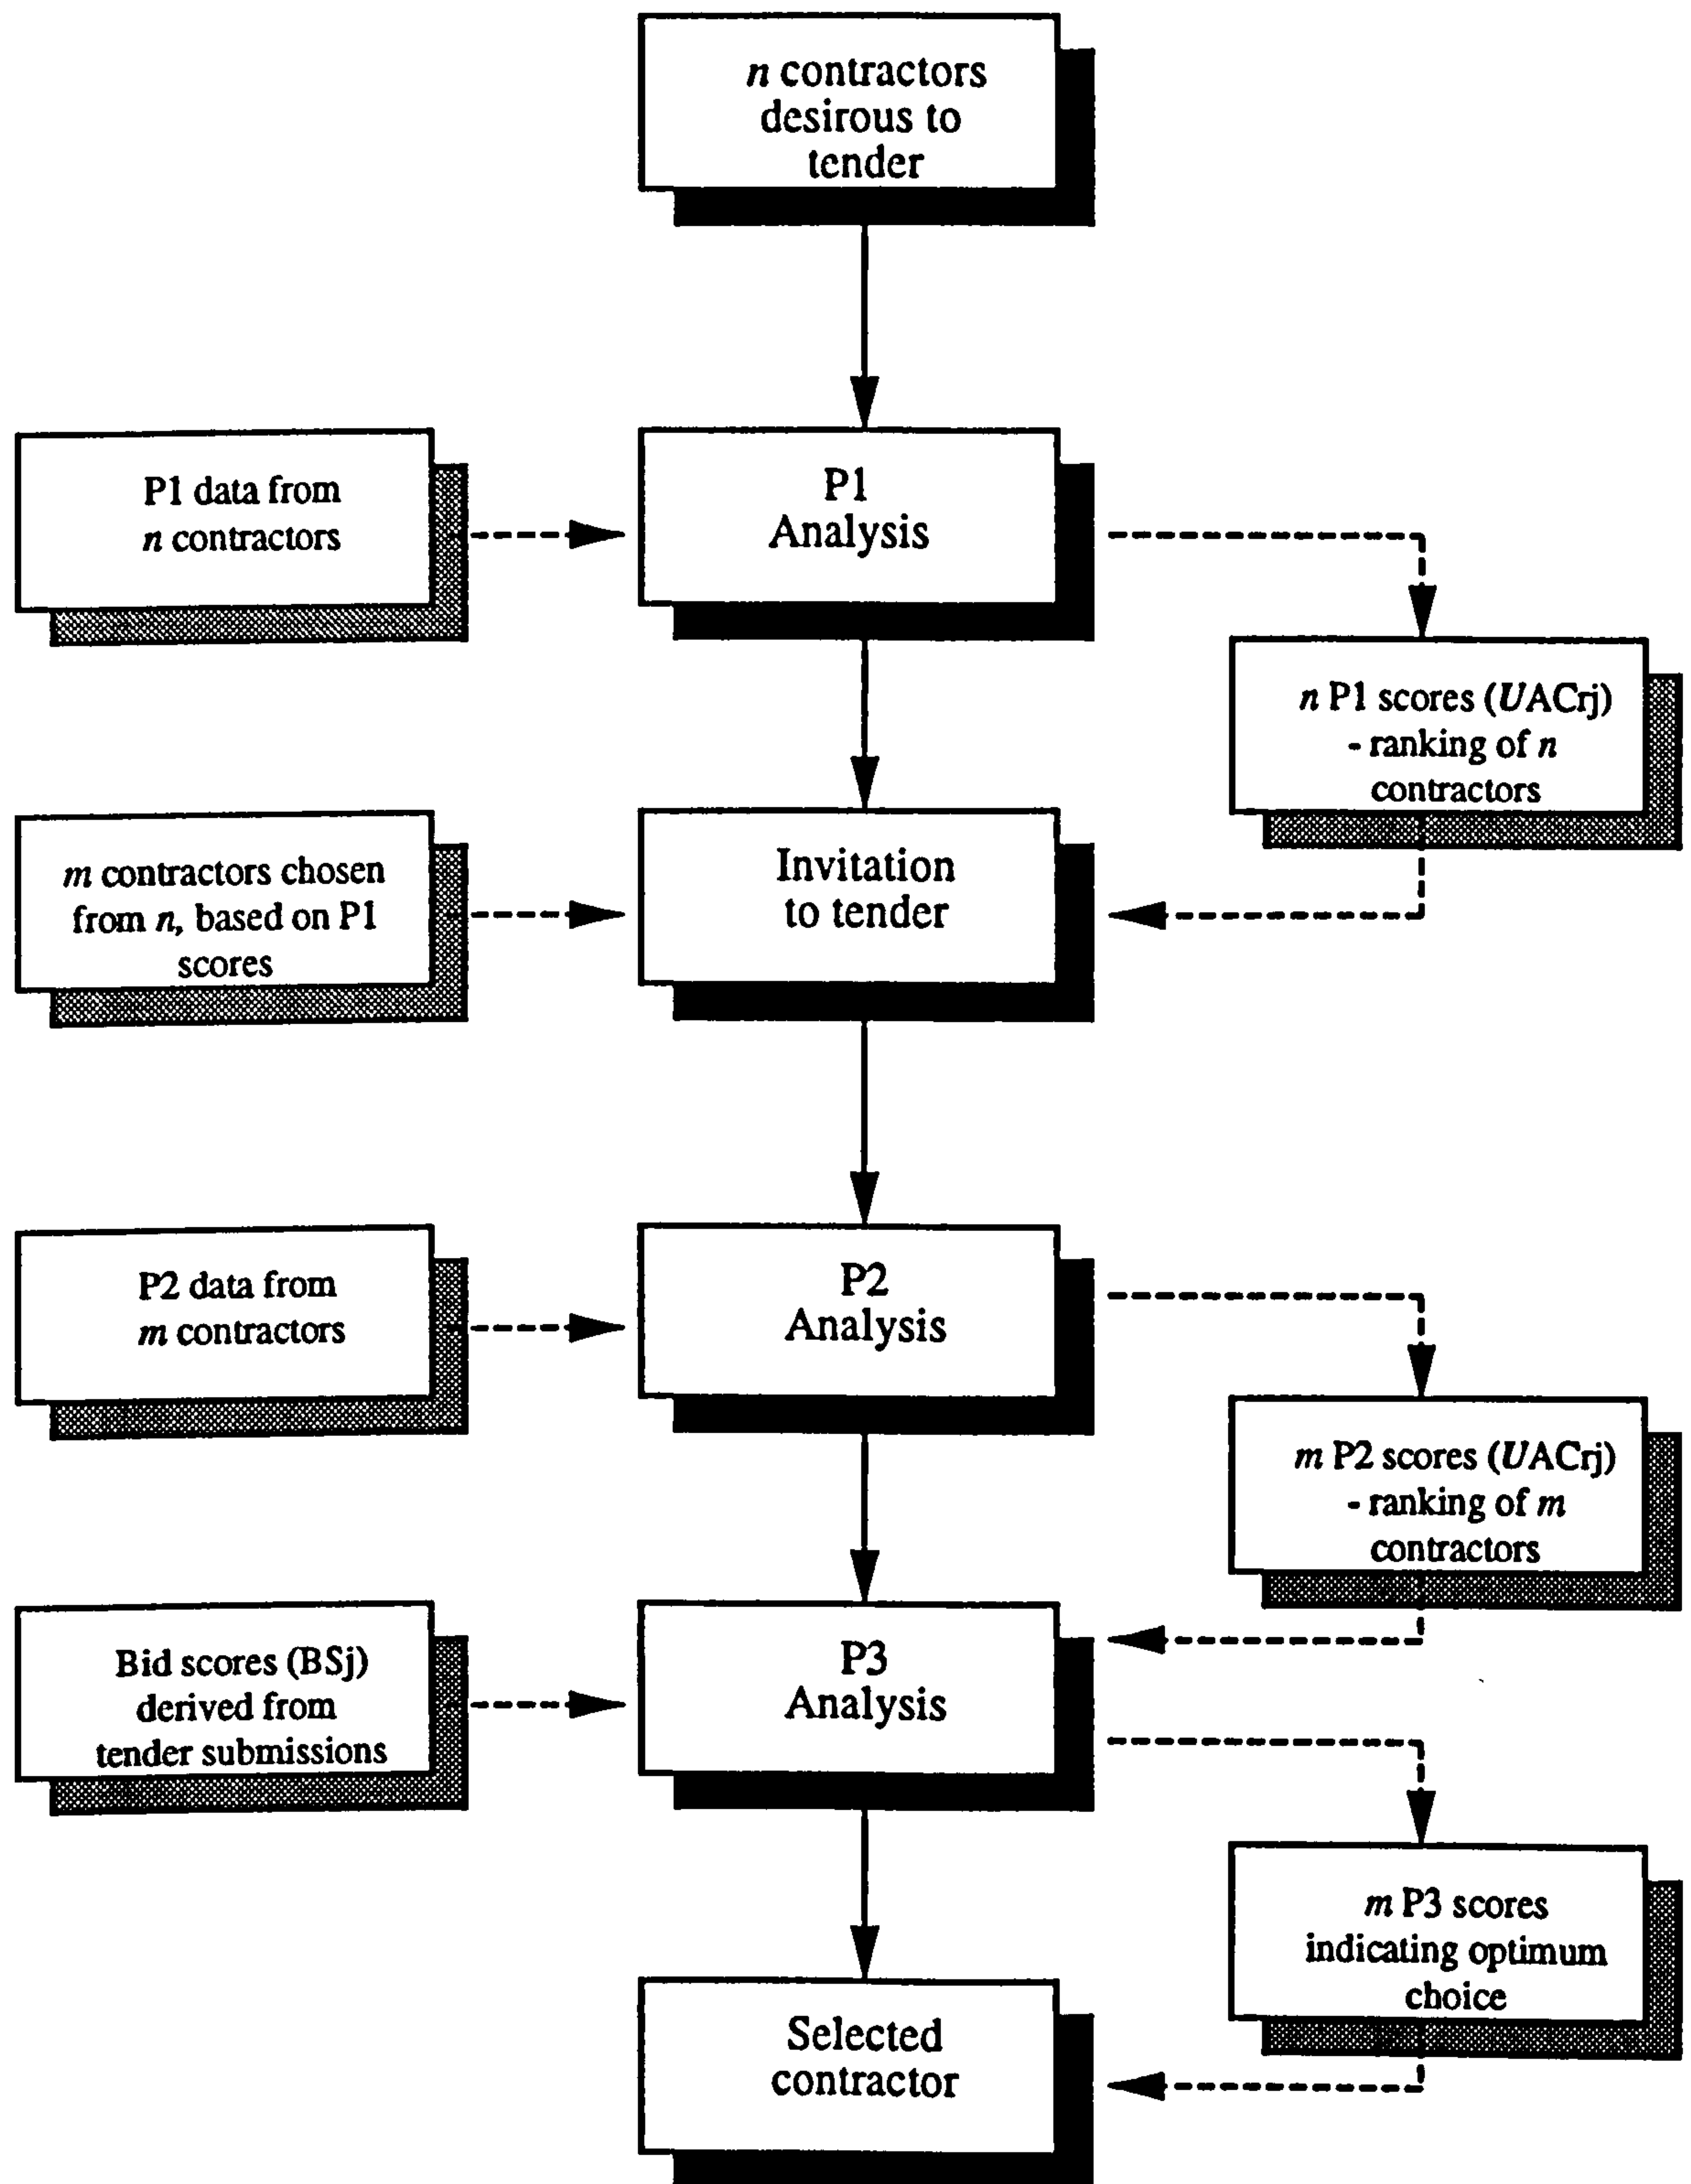 n contractors
desirous to
tender
P1 data from
n contractors
P1
Analysis
n P1 scores (UACrj)
- ranking of n
contractors
m contractors chosen
from n, based on P1
scores
Invitation
to tender
P2 data from
m contractors
P2
Analysis
m P2 scores (UACrj)
- ranking of m
contractors
Bid scores (BSj)
derived from
tender submissions
P3
Analysis
m P3 scores
indicating optimum
choice
Selected
contractor